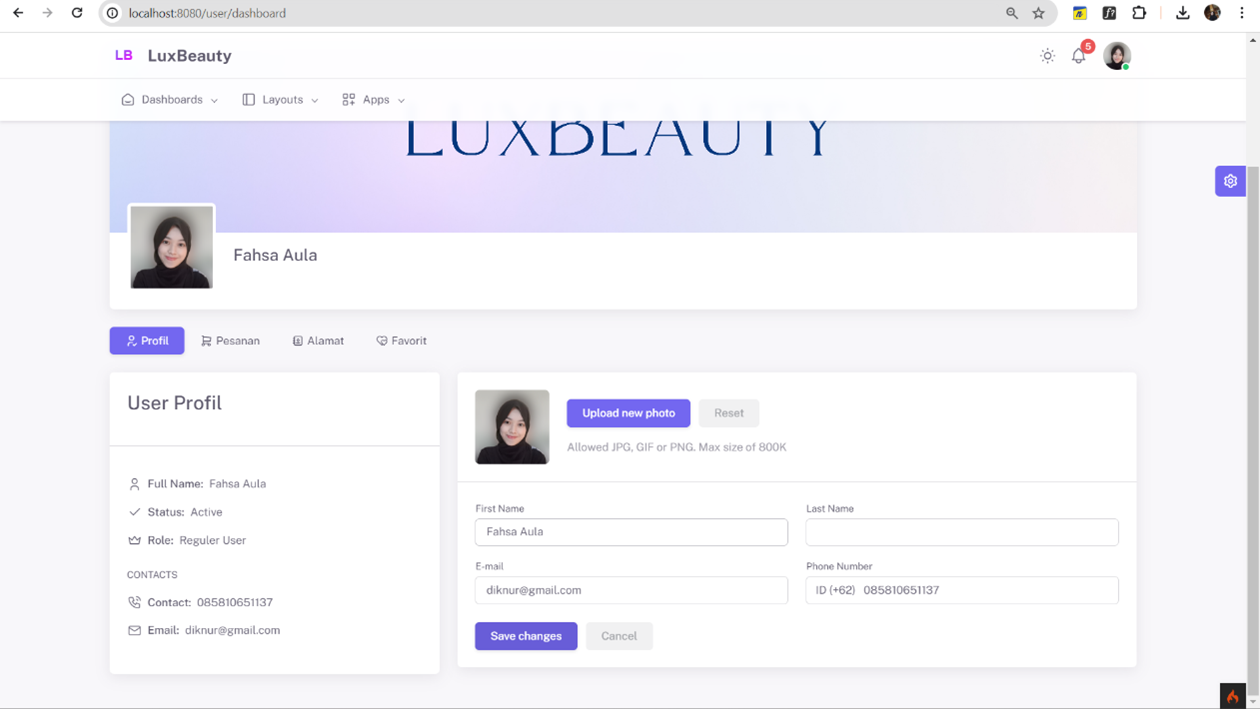 localhost:8080/user/dashboard
LB LuxBeauty
5
Dashboards Layouts Apps
LUXBEAUTY
Fahsa Aula
Profil Pesanan Alamat Favorit
User Profil
Full Name: Fahsa Aula
Status: Active
Role: Reguler User
CONTACTS
Contact: 085810651137
Email: diknur@gmail.com
Upload new photo Reset
Allowed JPG, GIF or PNG. Max size of 800K
First Name Last Name
Fahsa Aula
E-mail Phone Number
diknur@gmail.com ID (+62) 085810651137
Save changes Cancel